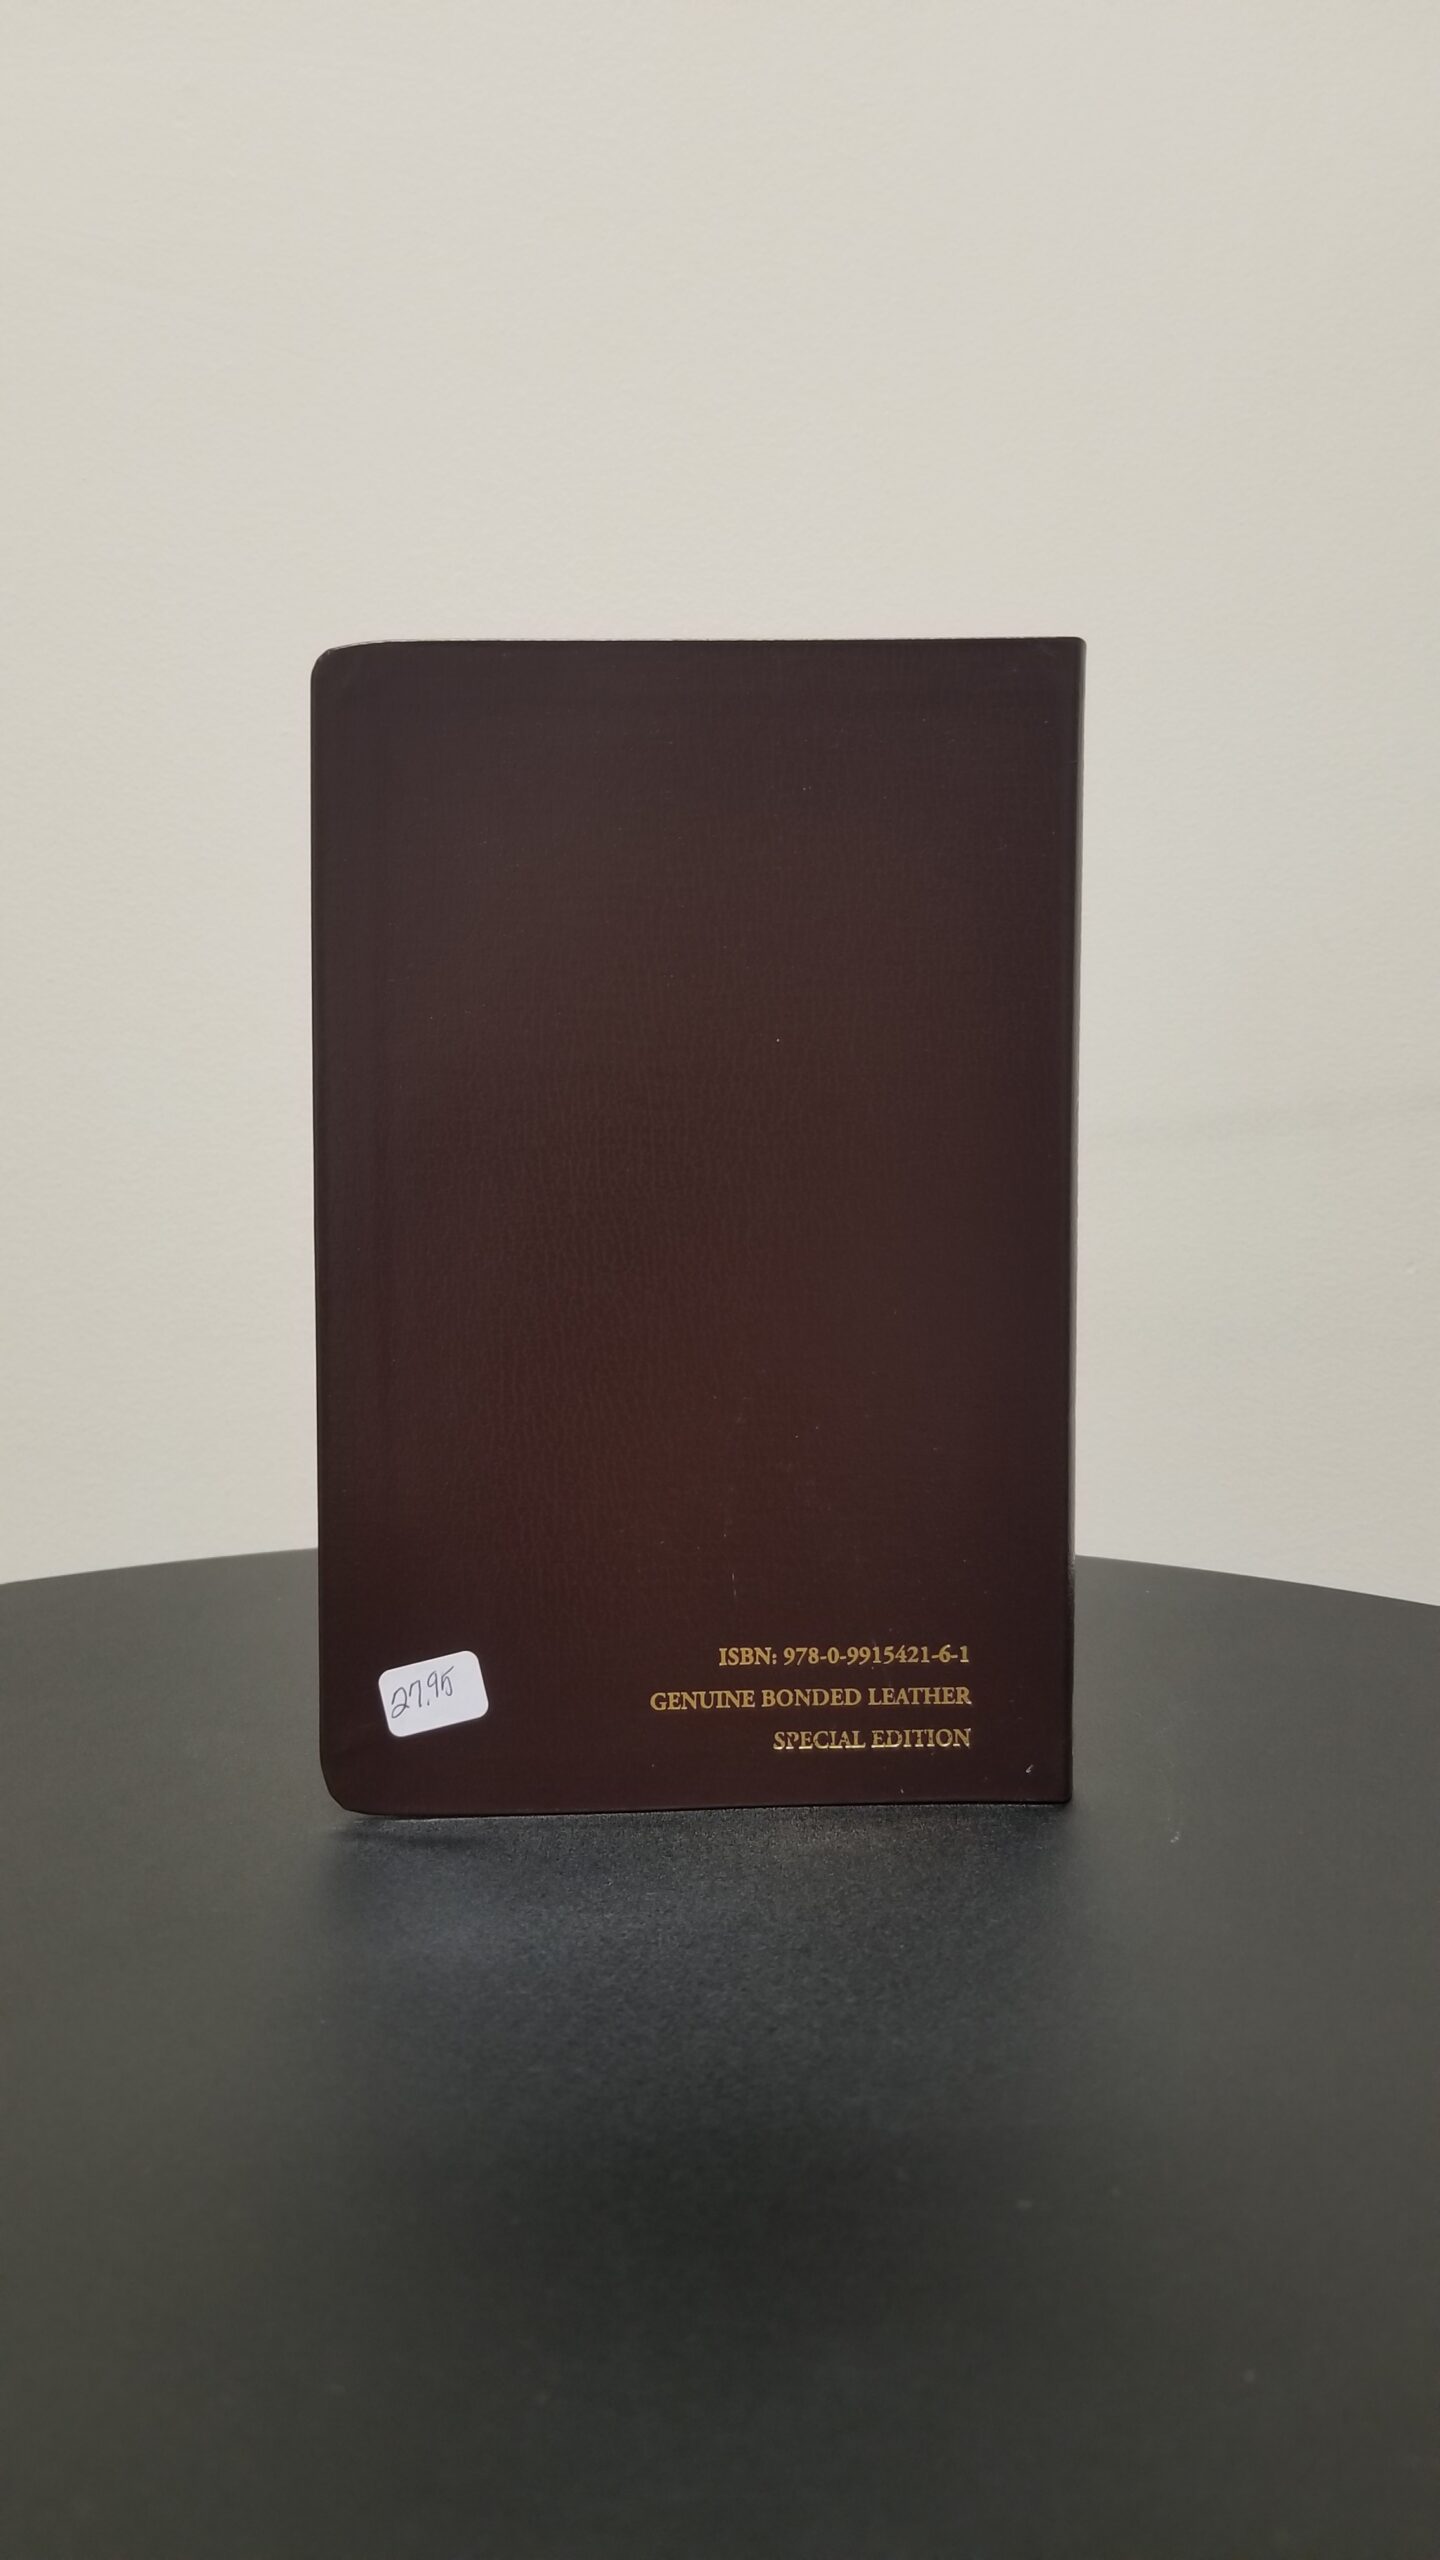 27.95
ISBN: 978-0-9915421-6-1
GENUINE BONDED LEATHER
SPECIAL EDITION